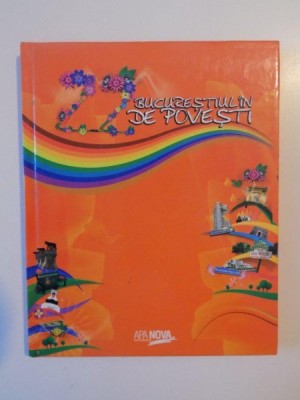 22
BUCUREȘTIUL ÎN
DE POVEȘTI
APA NOVA